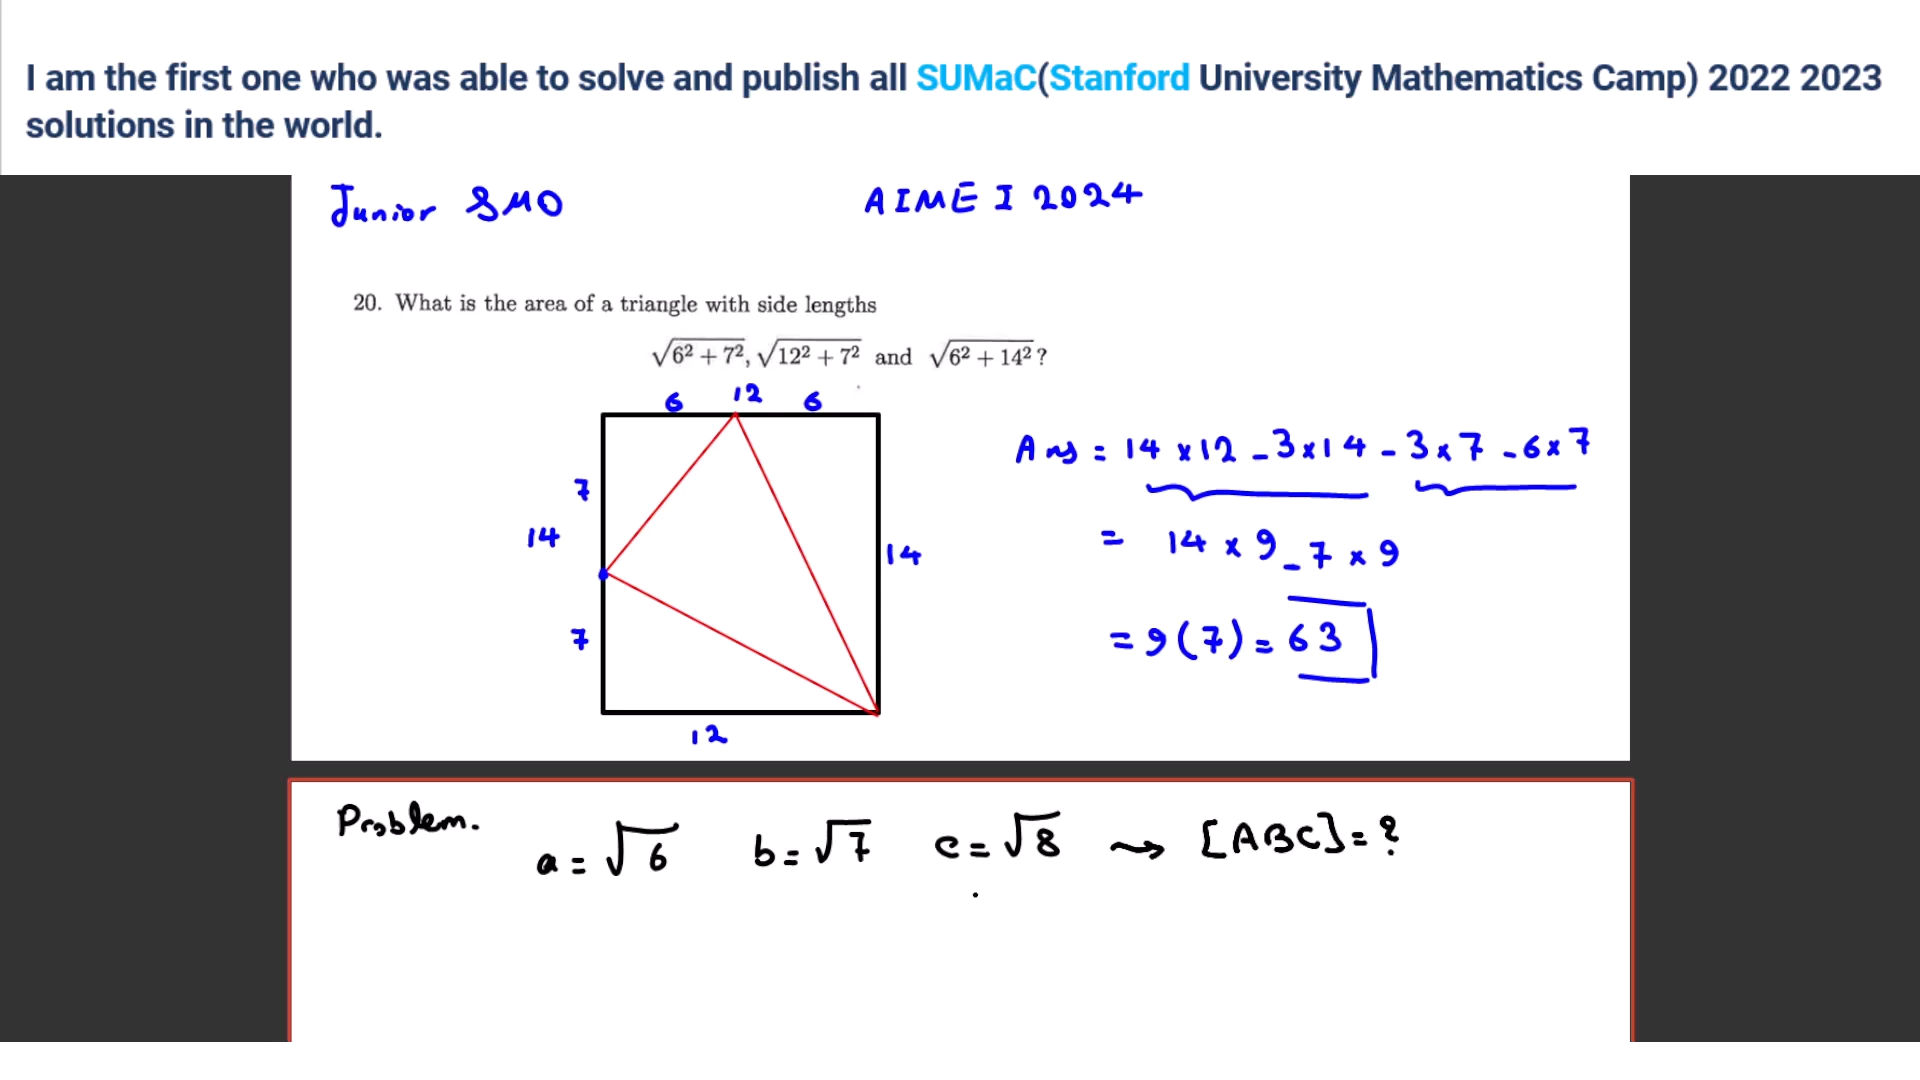 I am the first one who was able to solve and publish all SUMaC(Stanford University Mathematics Camp) 2022 2023
solutions in the world.
Junior SMO
AIME I 2024
20. What is the area of a triangle with side lengths
√(6² + 7²), √(12² + 7²) and √(6² + 14²) ?
6 12 6
7
14
7
14
12
Ans = 14 × 12 - 3 × 14 - 3 × 7 - 6 × 7
= 14 × 9 - 7 × 9
= 9 (7) = 63
Problem.
a = √6 b = √7 c = √8 ⇝ [ABC] = ?